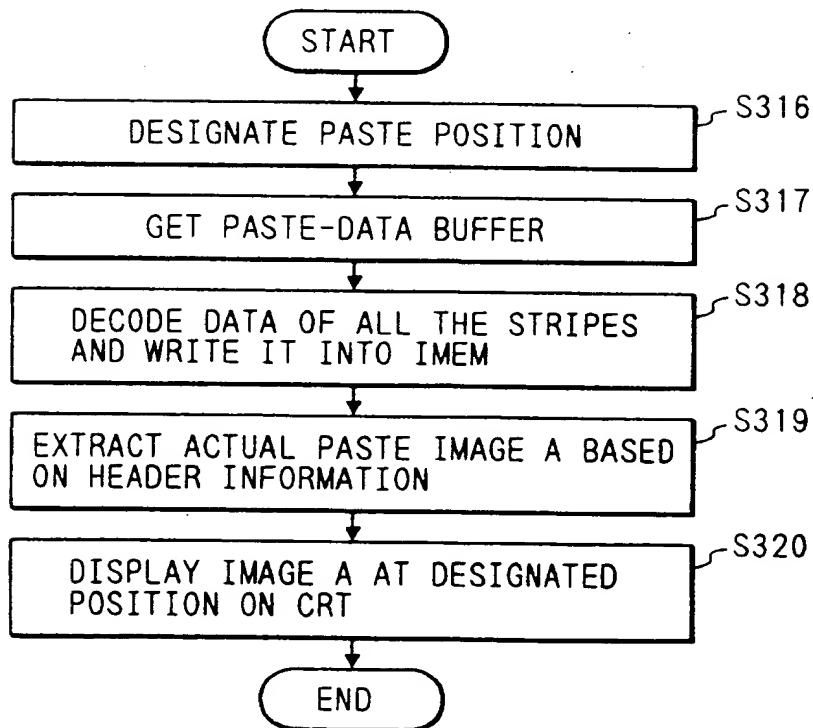 START
DESIGNATE PASTE POSITION
S316
GET PASTE-DATA BUFFER
S317
DECODE DATA OF ALL THE STRIPES
AND WRITE IT INTO IMEM
S318
EXTRACT ACTUAL PASTE IMAGE A BASED
ON HEADER INFORMATION
S319
DISPLAY IMAGE A AT DESIGNATED
POSITION ON CRT
S320
END